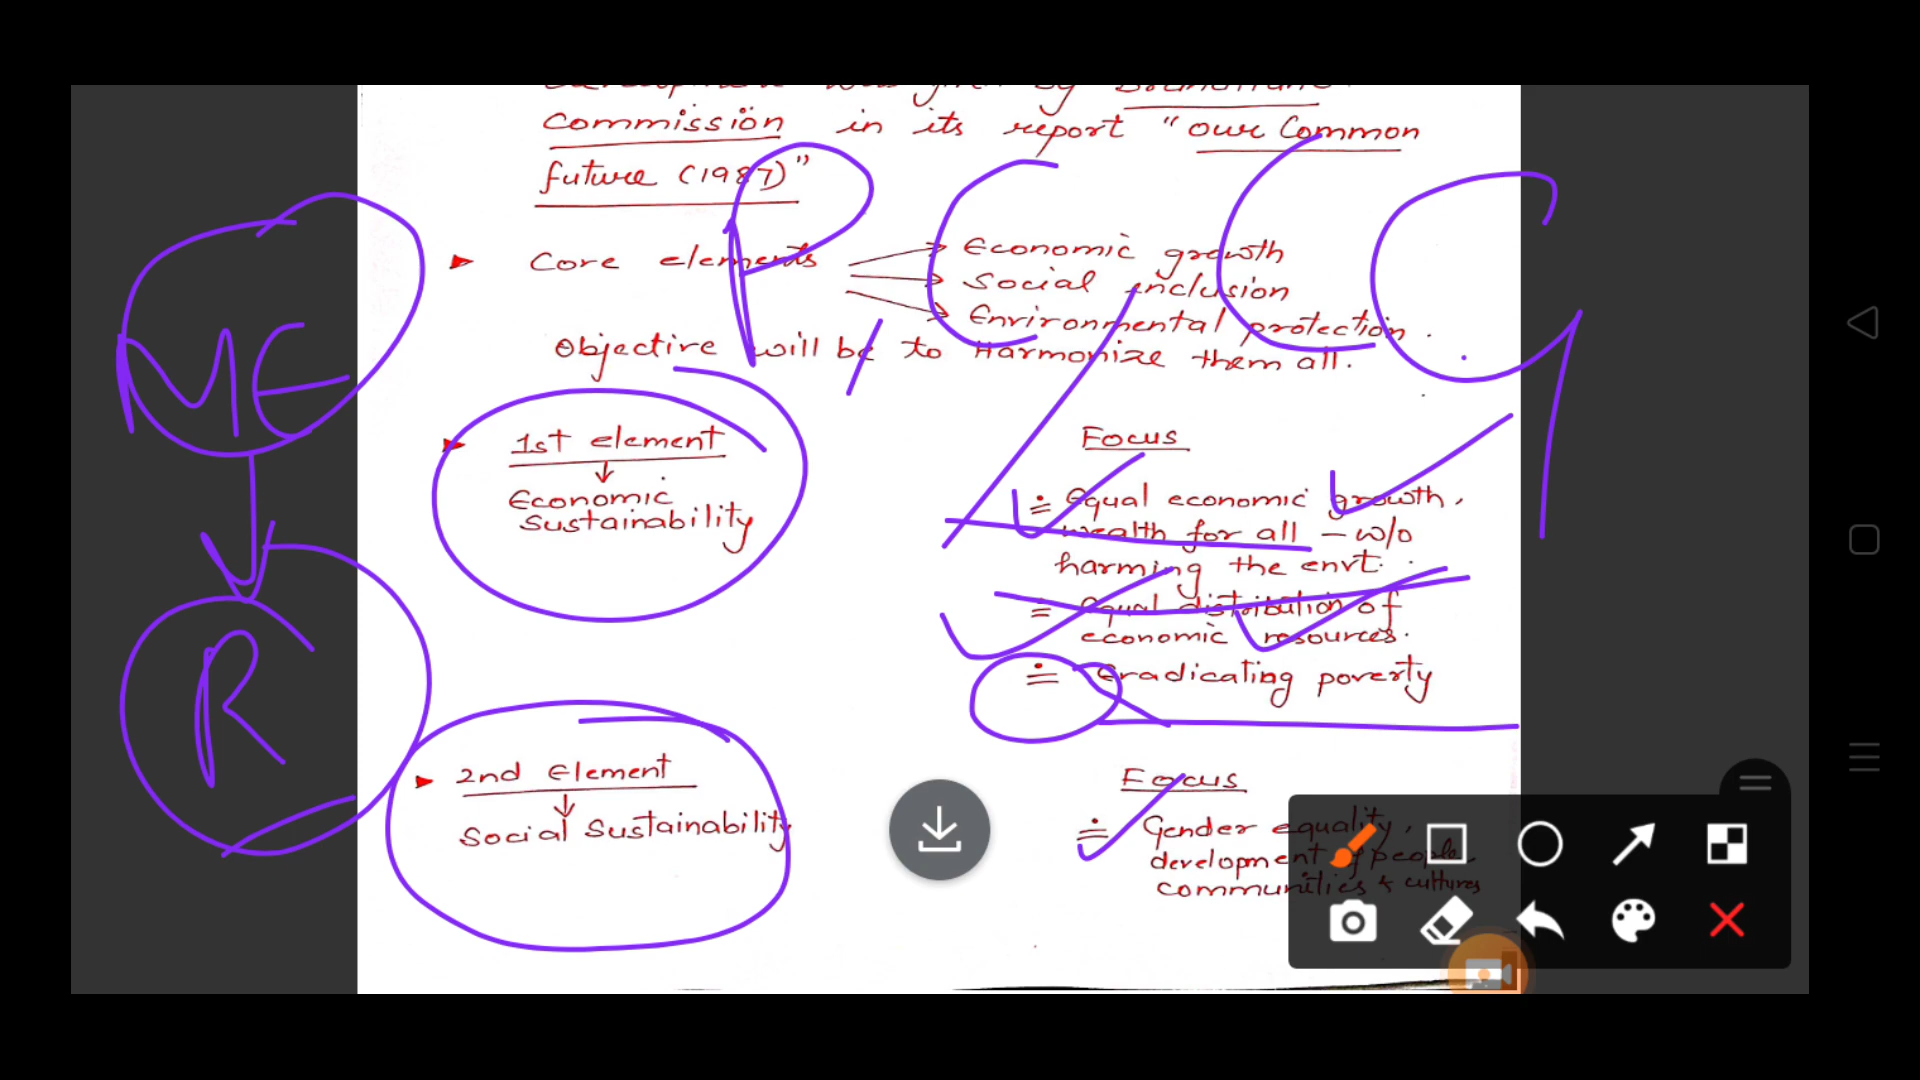 Commission in its report "our Common
future (1987)"
Core elements
Economic growth
Social inclusion
Environmental protection.
Objective will be to Harmonize them all.
1st element
Economic
Sustainability
Focus
Equal economic growth,
wealth for all - w/o
harming the envt.
= Equal distribution of
economic resources.
Eradicating poverty
2nd Element
Social Sustainability
Focus
Gender equality,
development of people,
communities & cultures
ME
R
P